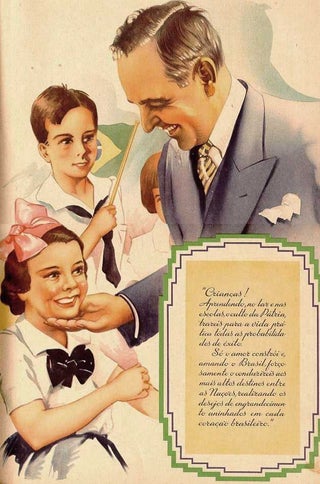 "Crianças!
Aprendendo, no lar e nas
escolas, o culto da Pátria,
trareis para a vida prá-
tica todas as probabilida-
des de êxito.
Só o amor constrói e,
amando o Brasil, forço-
samente o conduzireis aos
mais altos destinos entre
as Nações, realizando os
desejos de engrandecimen-
to aninhados em cada
coração brasileiro."